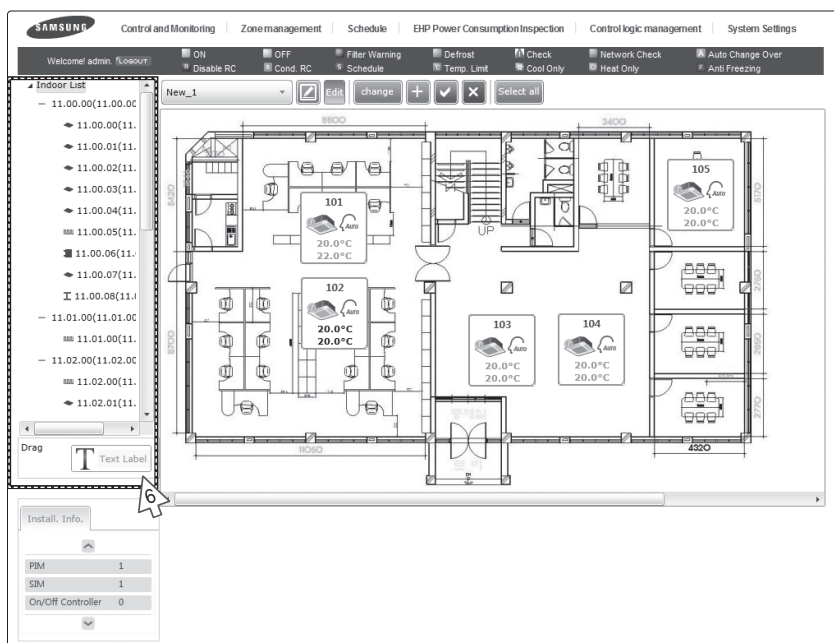 SAMSUNG
Control and Monitoring
Zone management
Schedule
EHP Power Consumption Inspection
Control logic management
System Settings
Welcome! admin. LOGOUT
ON
OFF
Filter Warning
Defrost
Check
Network Check
A Auto Change Over
Disable RC
Cond. RC
S Schedule
Temp. Limit
Cool Only
Heat Only
F Anti Freezing
Indoor List
11.00.00(11.00.00
11.00.00(11.
11.00.01(11.
11.00.02(11.
11.00.03(11.
11.00.04(11.
11.00.05(11.
11.00.06(11.
11.00.07(11.
11.00.08(11.
11.01.00(11.01.00
11.01.00(11.
11.02.00(11.02.00
11.02.00(11.
11.02.01(11.
Drag
T Text Label
6
New_1
Edit
change
Select all
6600
3400
5420
5700
11050
4320
5170
2750
2770
UP
101
Auto
20.0°C
22.0°C
102
Auto
20.0°C
20.0°C
103
Auto
20.0°C
20.0°C
104
Auto
20.0°C
20.0°C
105
Auto
20.0°C
20.0°C
Install. Info.
PIM 1
SIM 1
On/Off Controller 0